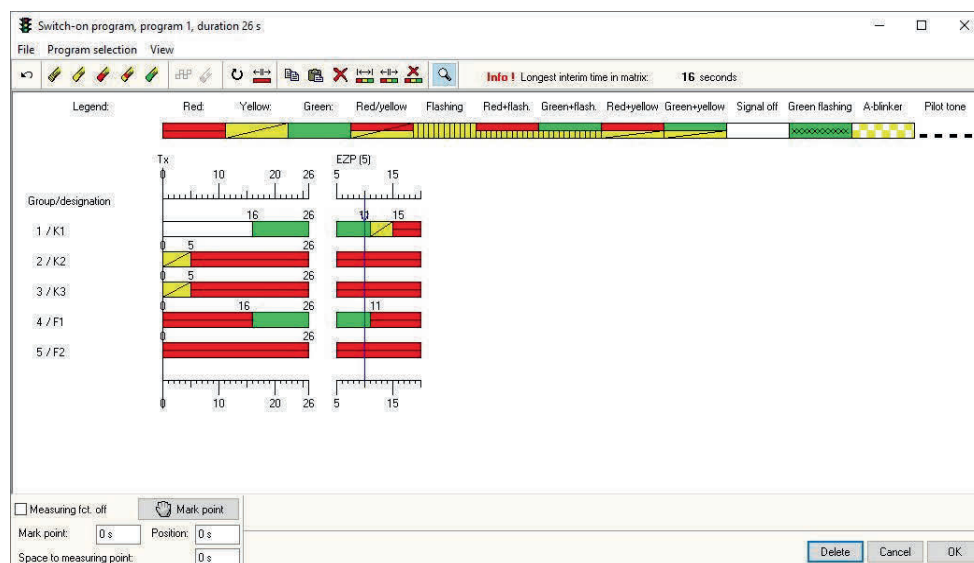 Switch-on program, program 1, duration 26 s
File Program selection View
Info ! Longest interim time in matrix: 16 seconds
Legend: Red: Yellow: Green: Red/yellow Flashing Red+flash. Green+flash. Red+yellow Green+yellow Signal off Green flashing A-blinker Pilot tone
Tx EZP (5)
0 10 20 26 5 15
Group/designation
16 26 11 15
1 / K1
0 5 26
2 / K2
0 5 26
3 / K3
0 16 26 11
4 / F1
0 26
5 / F2
0 10 20 26 5 15
Measuring fct. off Mark point
Mark point: 0 s Position: 0 s
Space to measuring point: 0 s
Delete Cancel OK